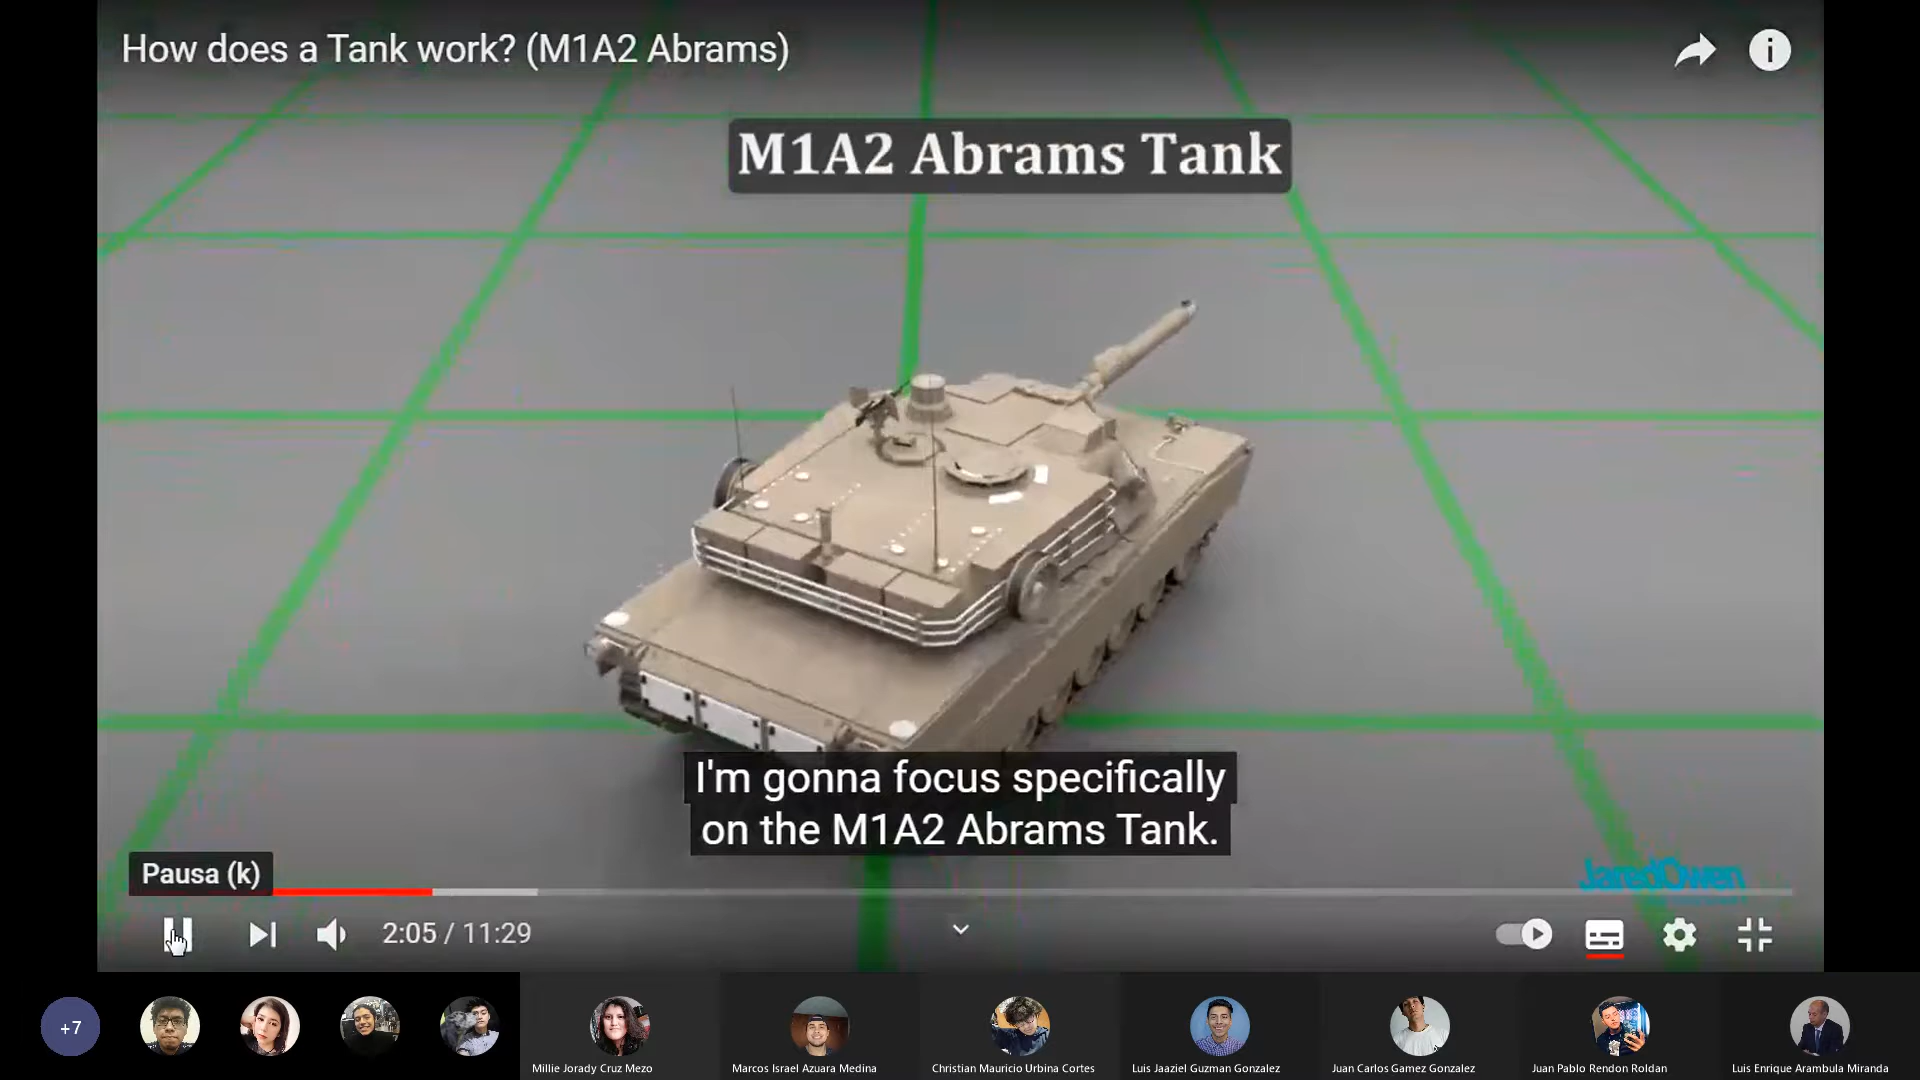 How does a Tank work? (M1A2 Abrams)
M1A2 Abrams Tank
I'm gonna focus specifically
on the M1A2 Abrams Tank.
Pausa (k)
JaredOwen
2:05 / 11:29
+7
Millie Jorady Cruz Mezo
Marcos Israel Azuara Medina
Christian Mauricio Urbina Cortes
Luis Jaaziel Guzman Gonzalez
Juan Carlos Gamez Gonzalez
Juan Pablo Rendon Roldan
Luis Enrique Arambula Miranda